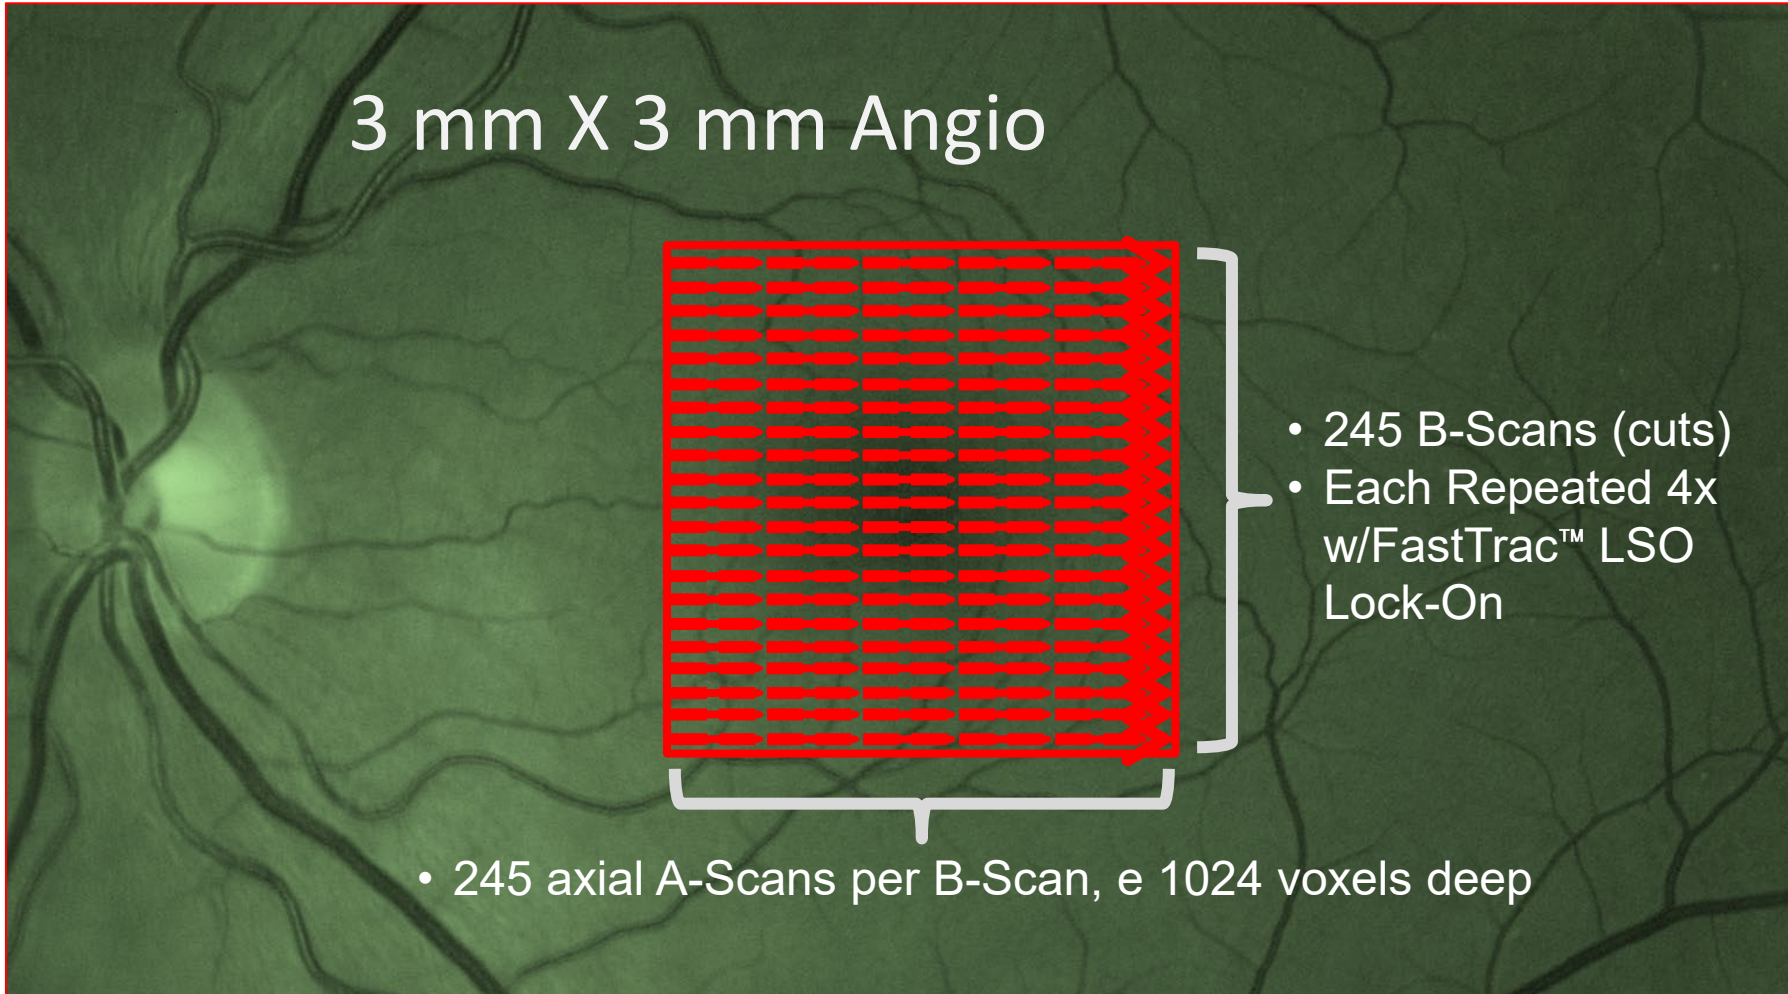 3 mm X 3 mm Angio
• 245 B-Scans (cuts)
• Each Repeated 4x
w/FastTrac™ LSO
Lock-On
• 245 axial A-Scans per B-Scan, e 1024 voxels deep